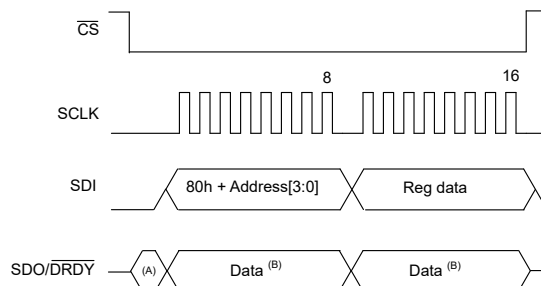 CS
8
16
SCLK
SDI
80h + Address[3:0]
Reg data
SDO/DRDY
(A)
Data (B)
Data (B)